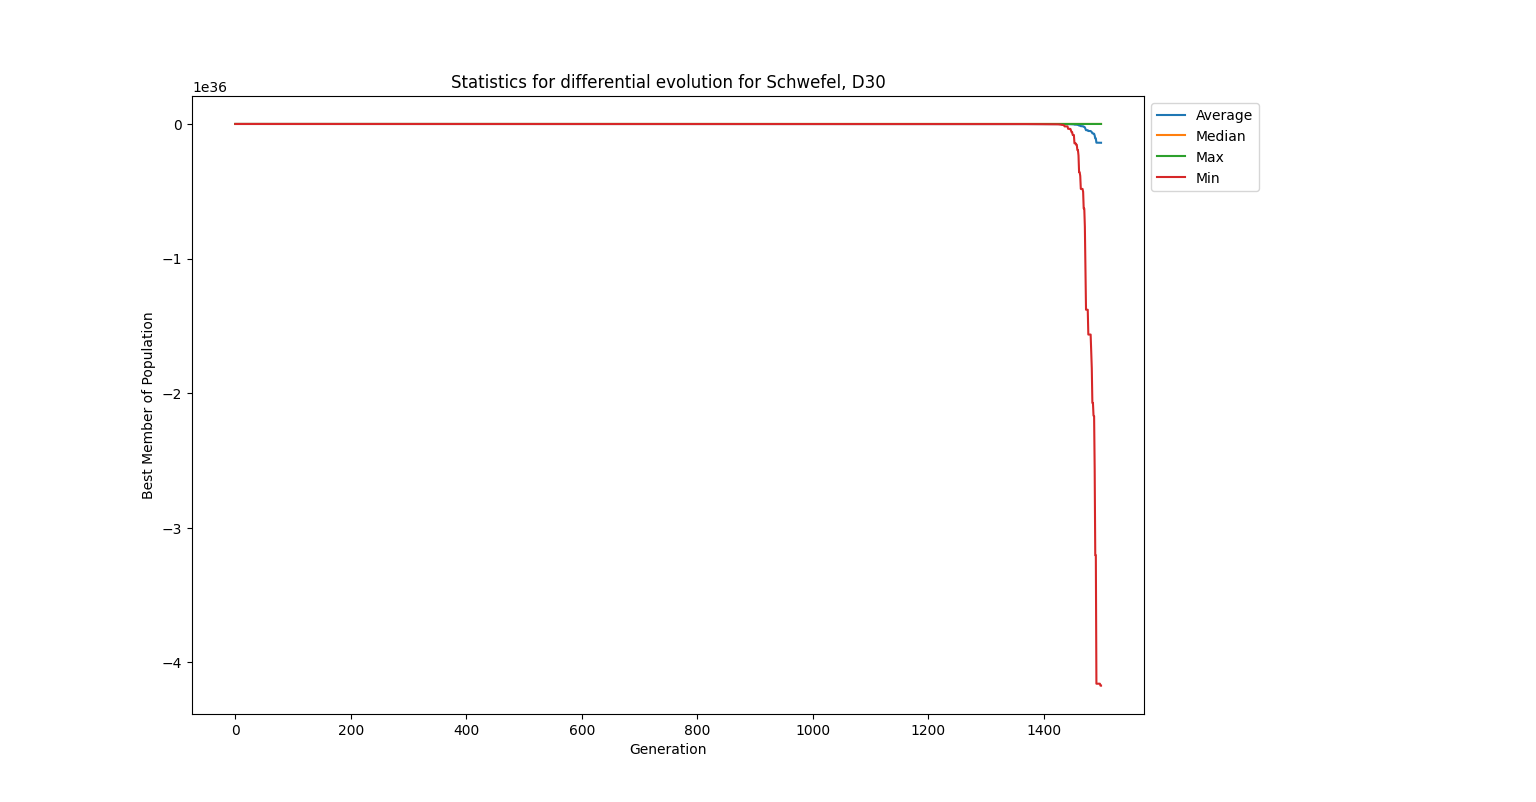 Statistics for differential evolution for Schwefel, D30
1e36
0
−1
−2
−3
−4
Best Member of Population
0 200 400 600 800 1000 1200 1400
Generation
Average
Median
Max
Min